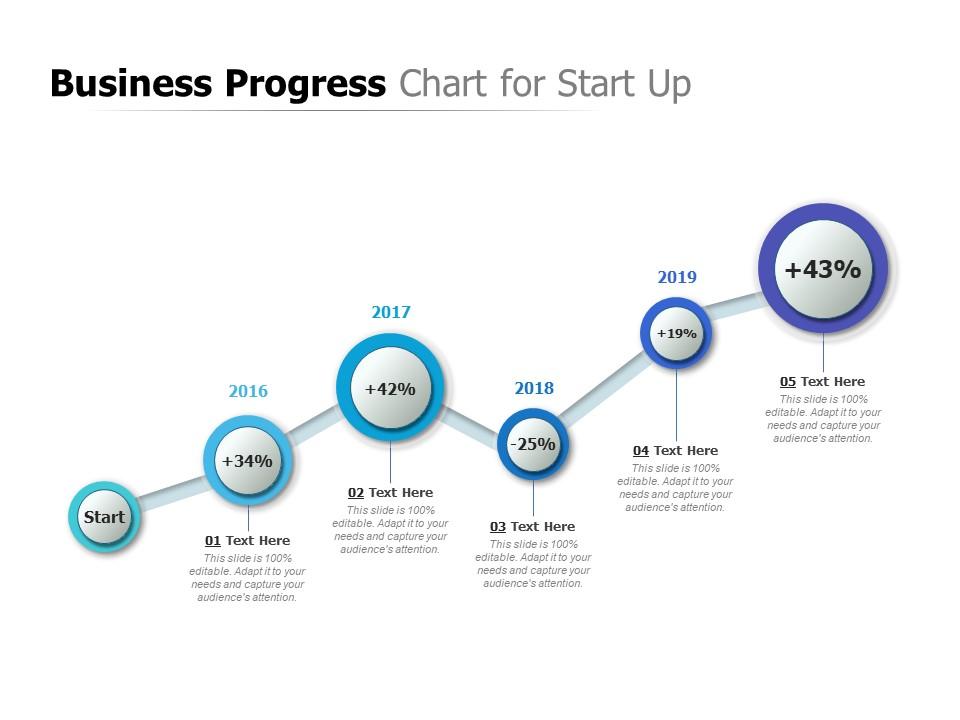 Business Progress Chart for Start Up
Start
2016
+34%
01 Text Here
This slide is 100%
editable. Adapt it to your
needs and capture your
audience's attention.
2017
+42%
02 Text Here
This slide is 100%
editable. Adapt it to your
needs and capture your
audience's attention.
2018
-25%
03 Text Here
This slide is 100%
editable. Adapt it to your
needs and capture your
audience's attention.
2019
+19%
04 Text Here
This slide is 100%
editable. Adapt it to your
needs and capture your
audience's attention.
+43%
05 Text Here
This slide is 100%
editable. Adapt it to your
needs and capture your
audience's attention.